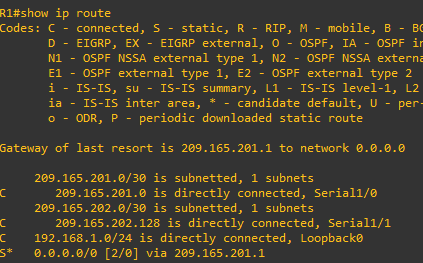 R1#show ip route
Codes: C - connected, S - static, R - RIP, M - mobile, B -
D - EIGRP, EX - EIGRP external, O - OSPF, IA - OSPF
N1 - OSPF NSSA external type 1, N2 - OSPF NSSA
E1 - OSPF external type 1, E2 - OSPF external type 2
i - IS-IS, su - IS-IS summary, L1 - IS-IS level-1, L2
ia - IS-IS inter area, * - candidate default, U - per-
o - ODR, P - periodic downloaded static route
Gateway of last resort is 209.165.201.1 to network 0.0.0.0
209.165.201.0/30 is subnetted, 1 subnets
C 209.165.201.0 is directly connected, Serial1/0
209.165.202.0/30 is subnetted, 1 subnets
C 209.165.202.128 is directly connected, Serial1/1
C 192.168.1.0/24 is directly connected, Loopback0
S* 0.0.0.0/0 [2/0] via 209.165.201.1